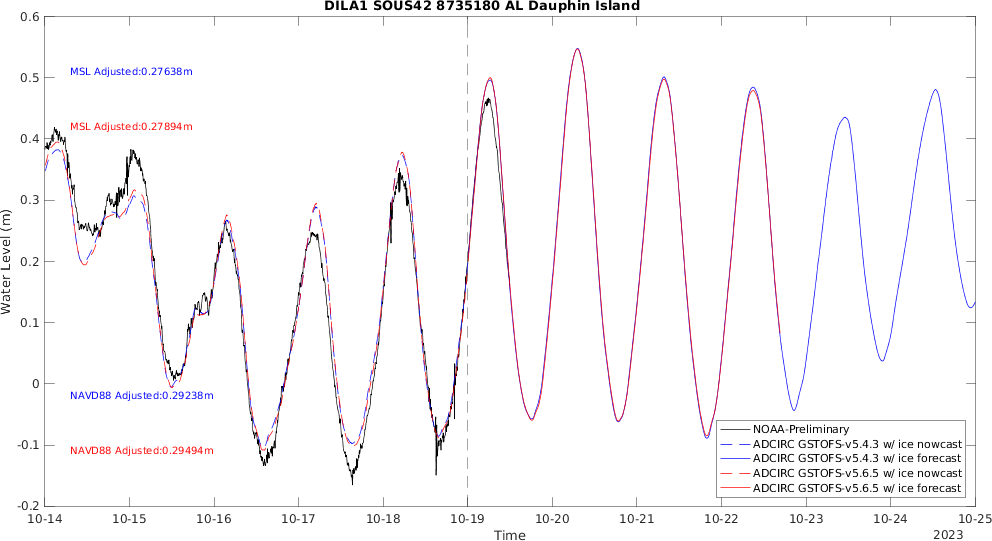 DILA1 SOUS42 8735180 AL Dauphin Island
0.6
0.5
0.4
0.3
0.2
0.1
0
-0.1
-0.2
Water Level (m)
MSL Adjusted:0.27638m
MSL Adjusted:0.27894m
NAVD88 Adjusted:0.29238m
NAVD88 Adjusted:0.29494m
NOAA-Preliminary
ADCIRC GSTOFS-v5.4.3 w/ ice nowcast
ADCIRC GSTOFS-v5.4.3 w/ ice forecast
ADCIRC GSTOFS-v5.6.5 w/ ice nowcast
ADCIRC GSTOFS-v5.6.5 w/ ice forecast
10-14 10-15 10-16 10-17 10-18 10-19 10-20 10-21 10-22 10-23 10-24 10-25
Time
2023